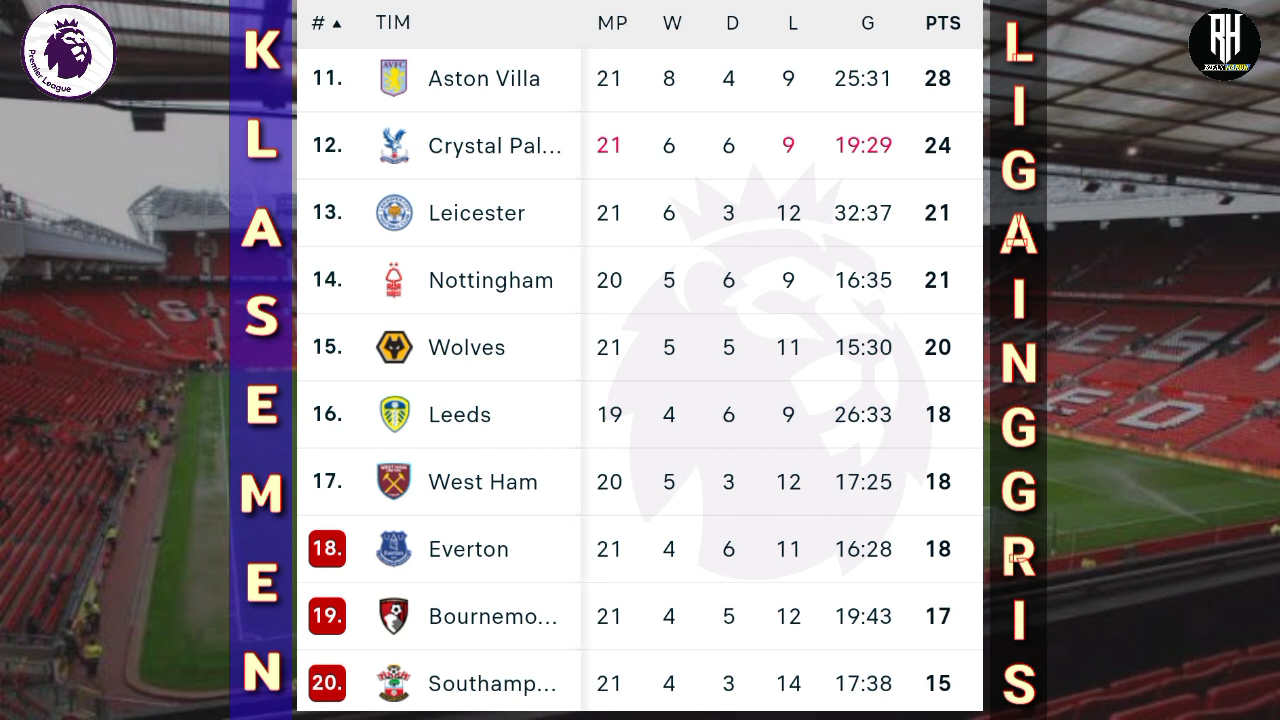 Premier League
KLASEMEN
# ▲ TIM MP W D L G PTS
11. Aston Villa 21 8 4 9 25:31 28
12. Crystal Pal... 21 6 6 9 19:29 24
13. Leicester 21 6 3 12 32:37 21
14. Nottingham 20 5 6 9 16:35 21
15. Wolves 21 5 5 11 15:30 20
16. Leeds 19 4 6 9 26:33 18
17. West Ham 20 5 3 12 17:25 18
18. Everton 21 4 6 11 16:28 18
19. Bournemo... 21 4 5 12 19:43 17
20. Southamp... 21 4 3 14 17:38 15
LIGAINGGRIS
RH